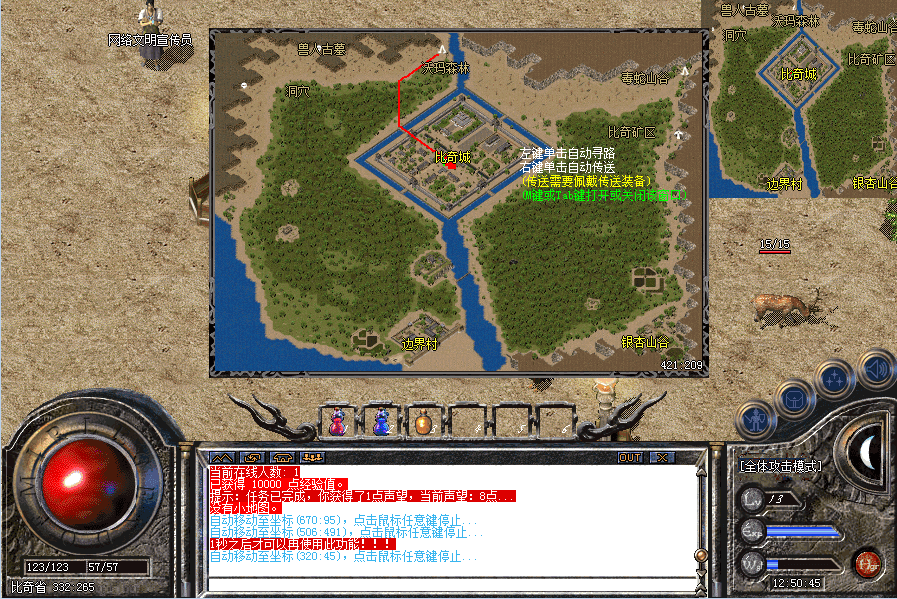 网络文明宣传员
兽人古墓
沃玛森林
洞穴
毒蛇山谷
比奇矿区
比奇城
左键单击自动寻路
右键单击自动传送
(传送需要佩戴传送装备)
边界村
银杏山谷
421:209
兽人古墓
沃玛森林
洞穴
毒蛇山谷
比奇矿区
比奇城
边界村
银杏山谷
15/15
OUT
当前在线人数: 1
已获得 10000 点经验值。
提示: 任务已完成，你获得了1点声望，当前声望: 8点...
没有小地图。
自动移动至坐标(670:95)，点击鼠标任意键停止...
自动移动至坐标(506:491)，点击鼠标任意键停止...
1秒之后才可以再使用此功能！！！
自动移动至坐标(320:45)，点击鼠标任意键停止...
[全体攻击模式]
Lv 13
Exp
123/123 57/57
比奇省 332:265
12:50:45